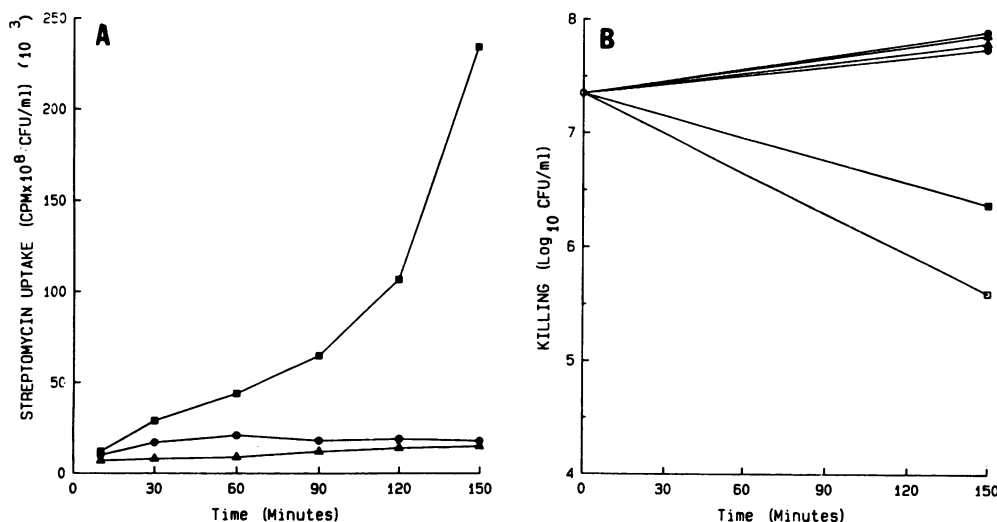 A
STREPTOMYCIN UPTAKE (CPMx10⁸/CFU/ml) (10³)
250
200
150
100
50
0
0 30 60 90 120 150
Time (Minutes)
B
KILLING (Log₁₀ CFU/ml)
8
7
6
5
4
0 30 60 90 120 150
Time (Minutes)